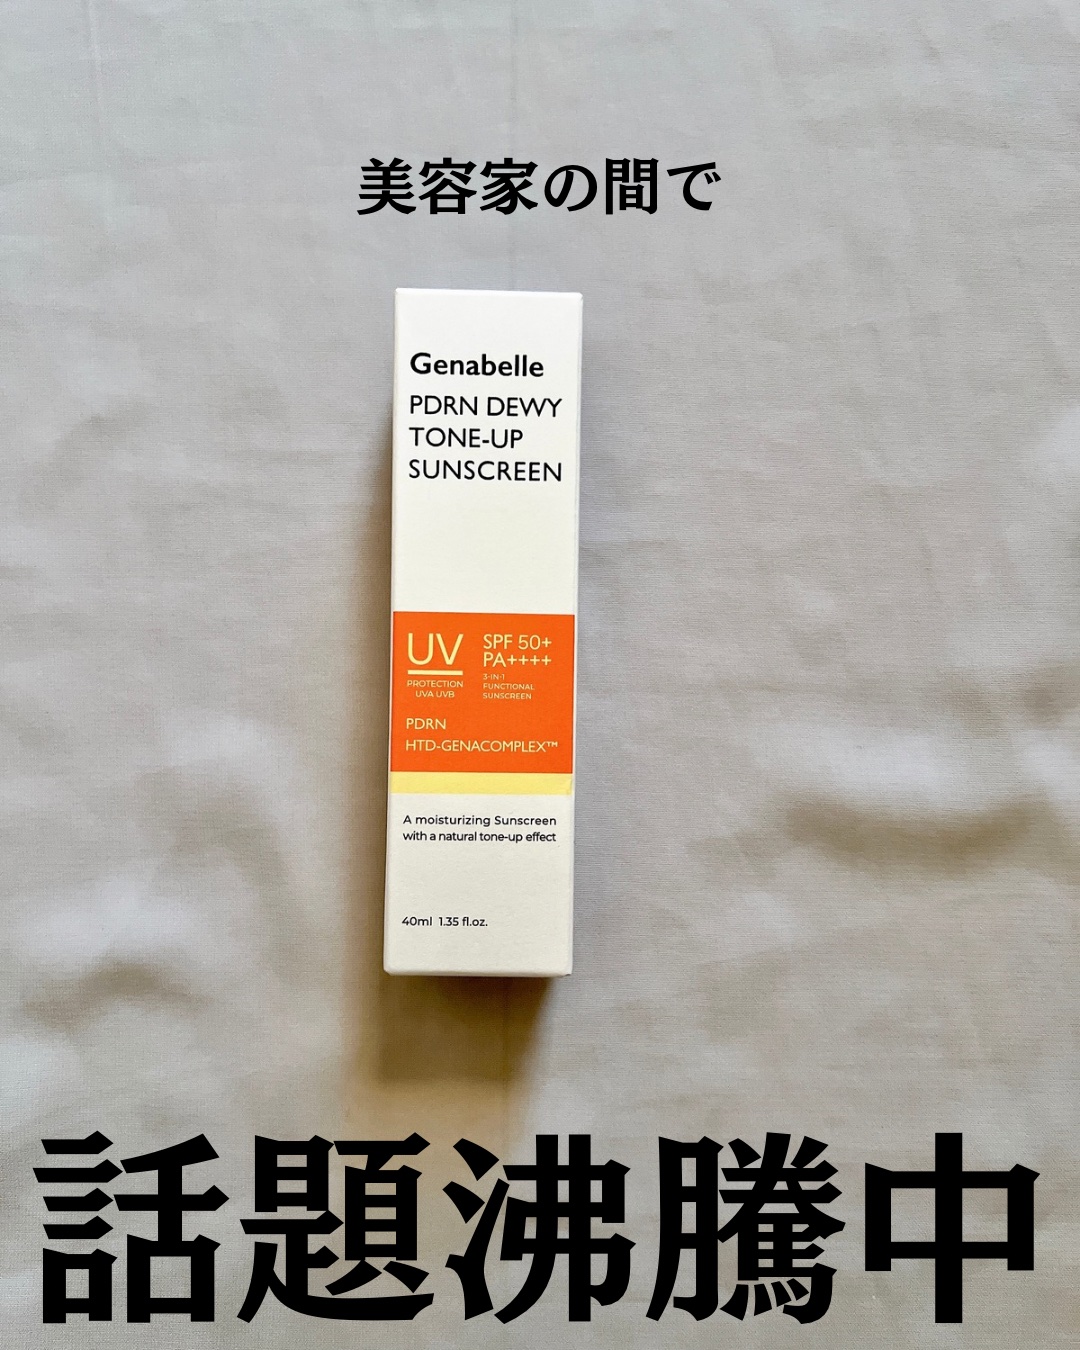 美容家の間で
Genabelle
PDRN DEWY
TONE-UP
SUNSCREEN
UV
PROTECTION
UVA UVB
SPF 50+
PA++++
3-IN-1
FUNCTIONAL
SUNSCREEN
PDRN
HTD-GENACOMPLEX™
A moisturizing Sunscreen
with a natural tone-up effect
40ml 1.35 fl.oz.
話題沸騰中